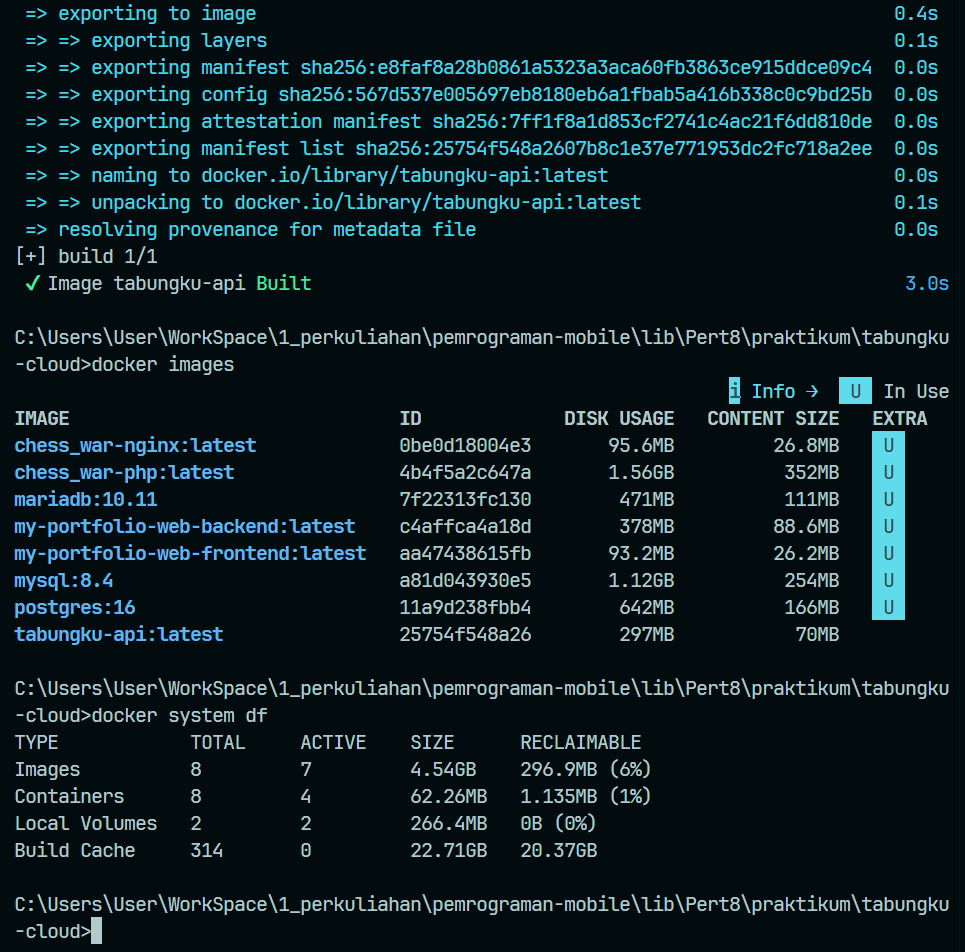 => exporting to image 0.4s
=> => exporting layers 0.1s
=> => exporting manifest sha256:e8faf8a28b0861a5323a3aca60fb3863ce915ddce09c4 0.0s
=> => exporting config sha256:567d537e005697eb8180eb6a1fbab5a416b338c0c9bd25b 0.0s
=> => exporting attestation manifest sha256:7ff1f8a1d853cf2741c4ac21f6dd810de 0.0s
=> => exporting manifest list sha256:25754f548a2607b8c1e37e771953dc2fc718a2ee 0.0s
=> => naming to docker.io/library/tabungku-api:latest 0.0s
=> => unpacking to docker.io/library/tabungku-api:latest 0.1s
=> resolving provenance for metadata file 0.0s
[+] build 1/1
✓ Image tabungku-api Built 3.0s
C:\Users\User\WorkSpace\1_perkuliahan\pemrograman-mobile\lib\Pert8\praktikum\tabungku
-cloud>docker images
i Info → U In Use
IMAGE ID DISK USAGE CONTENT SIZE EXTRA
chess_war-nginx:latest 0be0d18004e3 95.6MB 26.8MB U
chess_war-php:latest 4b4f5a2c647a 1.56GB 352MB U
mariadb:10.11 7f22313fc130 471MB 111MB U
my-portfolio-web-backend:latest c4affca4a18d 378MB 88.6MB U
my-portfolio-web-frontend:latest aa47438615fb 93.2MB 26.2MB U
mysql:8.4 a81d043930e5 1.12GB 254MB U
postgres:16 11a9d238fbb4 642MB 166MB U
tabungku-api:latest 25754f548a26 297MB 70MB
C:\Users\User\WorkSpace\1_perkuliahan\pemrograman-mobile\lib\Pert8\praktikum\tabungku
-cloud>docker system df
TYPE TOTAL ACTIVE SIZE RECLAIMABLE
Images 8 7 4.54GB 296.9MB (6%)
Containers 8 4 62.26MB 1.135MB (1%)
Local Volumes 2 2 266.4MB 0B (0%)
Build Cache 314 0 22.71GB 20.37GB
C:\Users\User\WorkSpace\1_perkuliahan\pemrograman-mobile\lib\Pert8\praktikum\tabungku
-cloud>